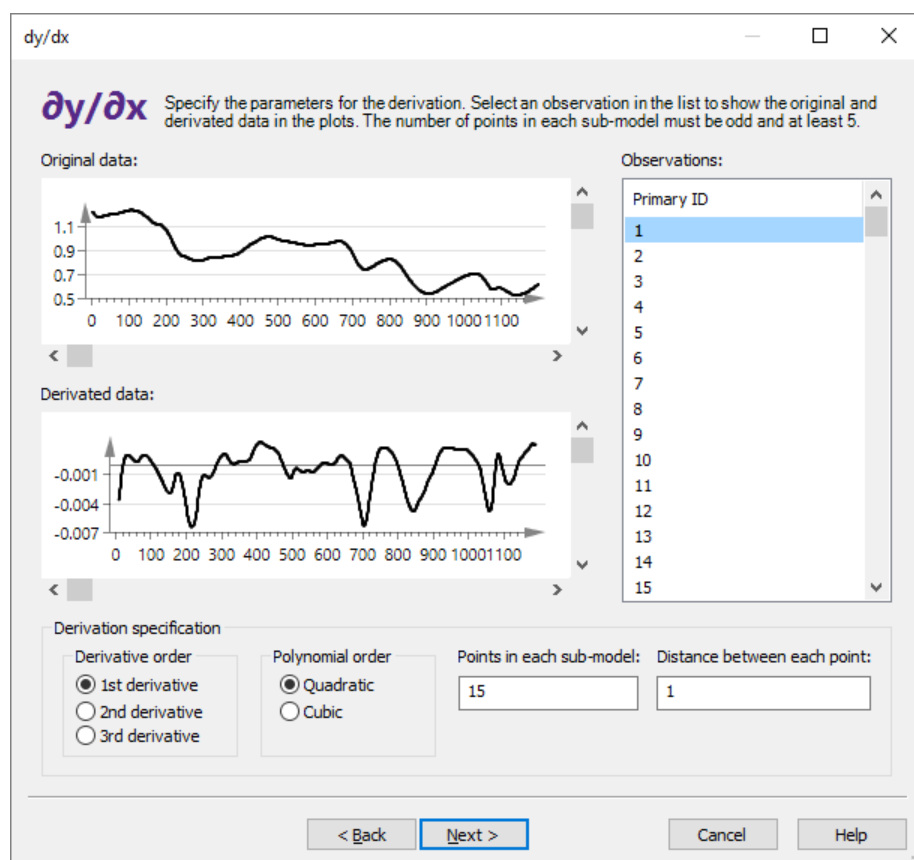 dy/dx
∂y/∂x
Specify the parameters for the derivation. Select an observation in the list to show the original and
derivated data in the plots. The number of points in each sub-model must be odd and at least 5.
Original data:
1.1
0.9
0.7
0.5
0 100 200 300 400 500 600 700 800 900 1000 1100
Derivated data:
-0.001
-0.004
-0.007
0 100 200 300 400 500 600 700 800 900 1000 1100
Observations:
Primary ID
1
2
3
4
5
6
7
8
9
10
11
12
13
14
15
Derivation specification
Derivative order
1st derivative
2nd derivative
3rd derivative
Polynomial order
Quadratic
Cubic
Points in each sub-model:
15
Distance between each point:
1
< Back
Next >
Cancel
Help